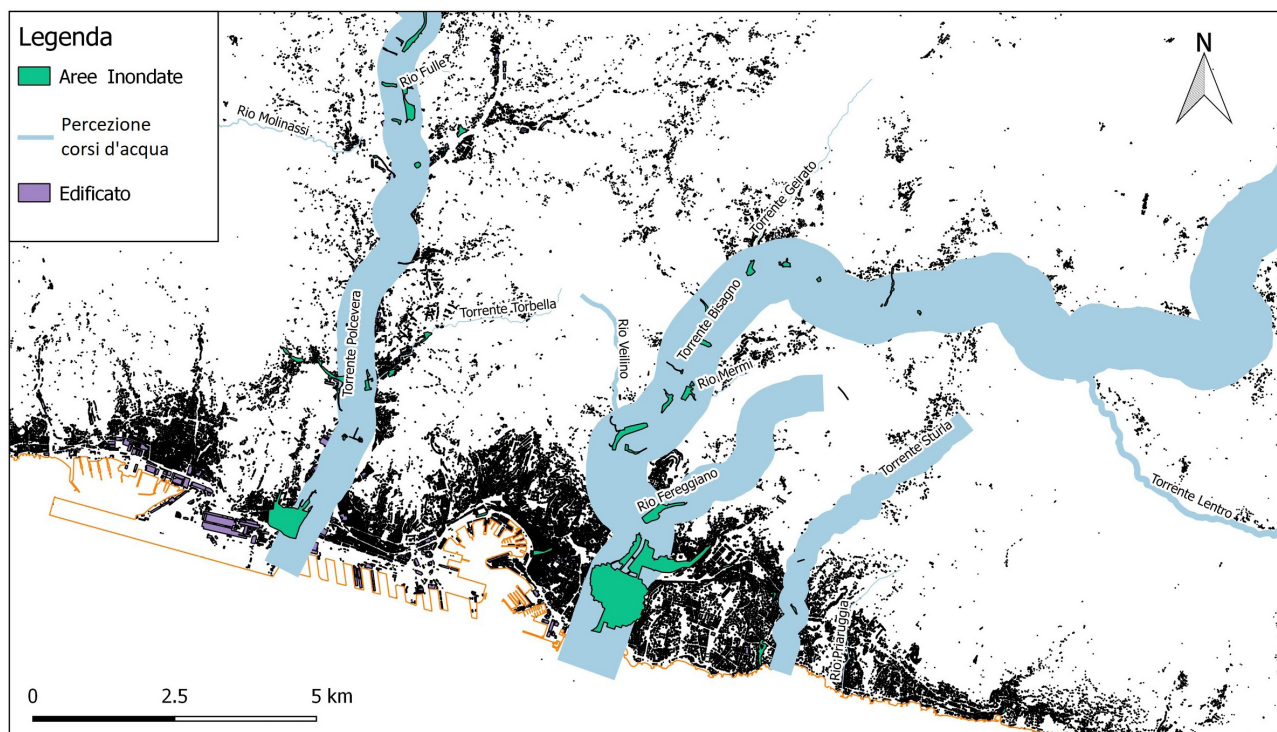 Legenda
Aree Inondate
Percezione
corsi d'acqua
Edificato
N
Rio Fulle
Rio Molinassi
Torrente Geirato
Torrente Polcevera
Torrente Torbella
Torrente Bisagno
Rio Veilino
Rio Mermi
Torrente Sturla
Rio Fereggiano
Torrente Lentro
Rio Priaruggia
0 2.5 5 km